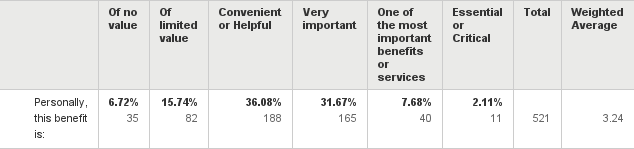 Of no Of Convenient Very One of Essential Total Weighted
value limited or Helpful important the most or Average
value important Critical
benefits
or
services
Personally, 6.72% 15.74% 36.08% 31.67% 7.68% 2.11%
this benefit 35 82 188 165 40 11 521 3.24
is: